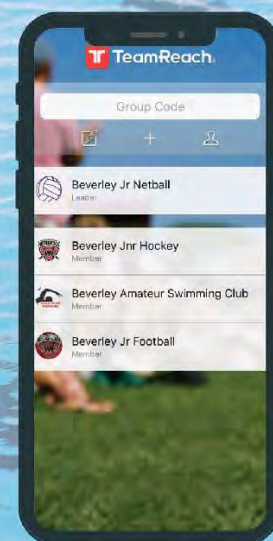 TeamReach
Group Code
Beverley Jr Netball
Leader
Beverley Jnr Hockey
Member
Beverley Amateur Swimming Club
Member
Beverley Jr Football
Member